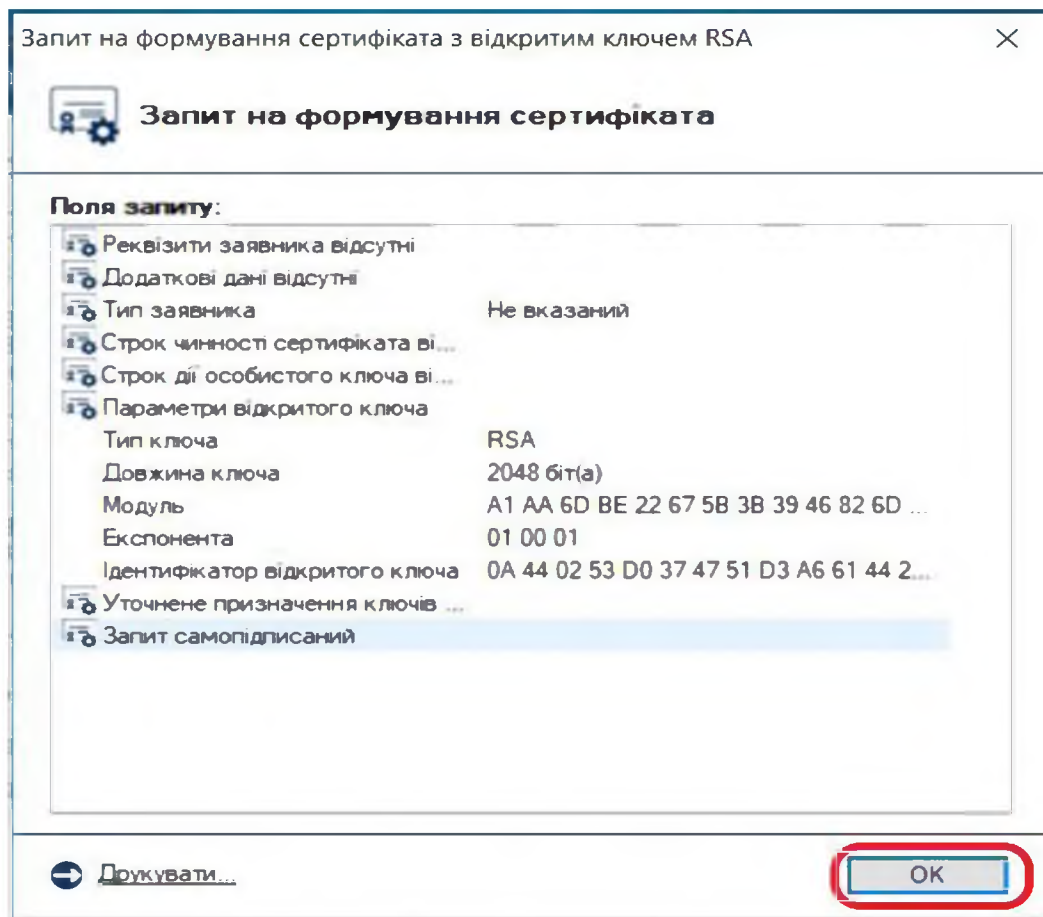 Запит на формування сертифіката з відкритим ключем RSA
Запит на формування сертифіката
Поля запиту:
Реквізити заявника відсутні
Додаткові дані відсутні
Тип заявника Не вказаний
Строк чинності сертифіката ві...
Строк дії особистого ключа ві...
Параметри відкритого ключа
Тип ключа RSA
Довжина ключа 2048 біт(а)
Модуль A1 AA 6D BE 22 67 5B 3B 39 46 82 6D ...
Експонента 01 00 01
Ідентифікатор відкритого ключа 0A 44 02 53 D0 37 47 51 D3 A6 61 44 2...
Уточнене призначення ключів ...
Запит самопідписаний
Друкувати...
OK